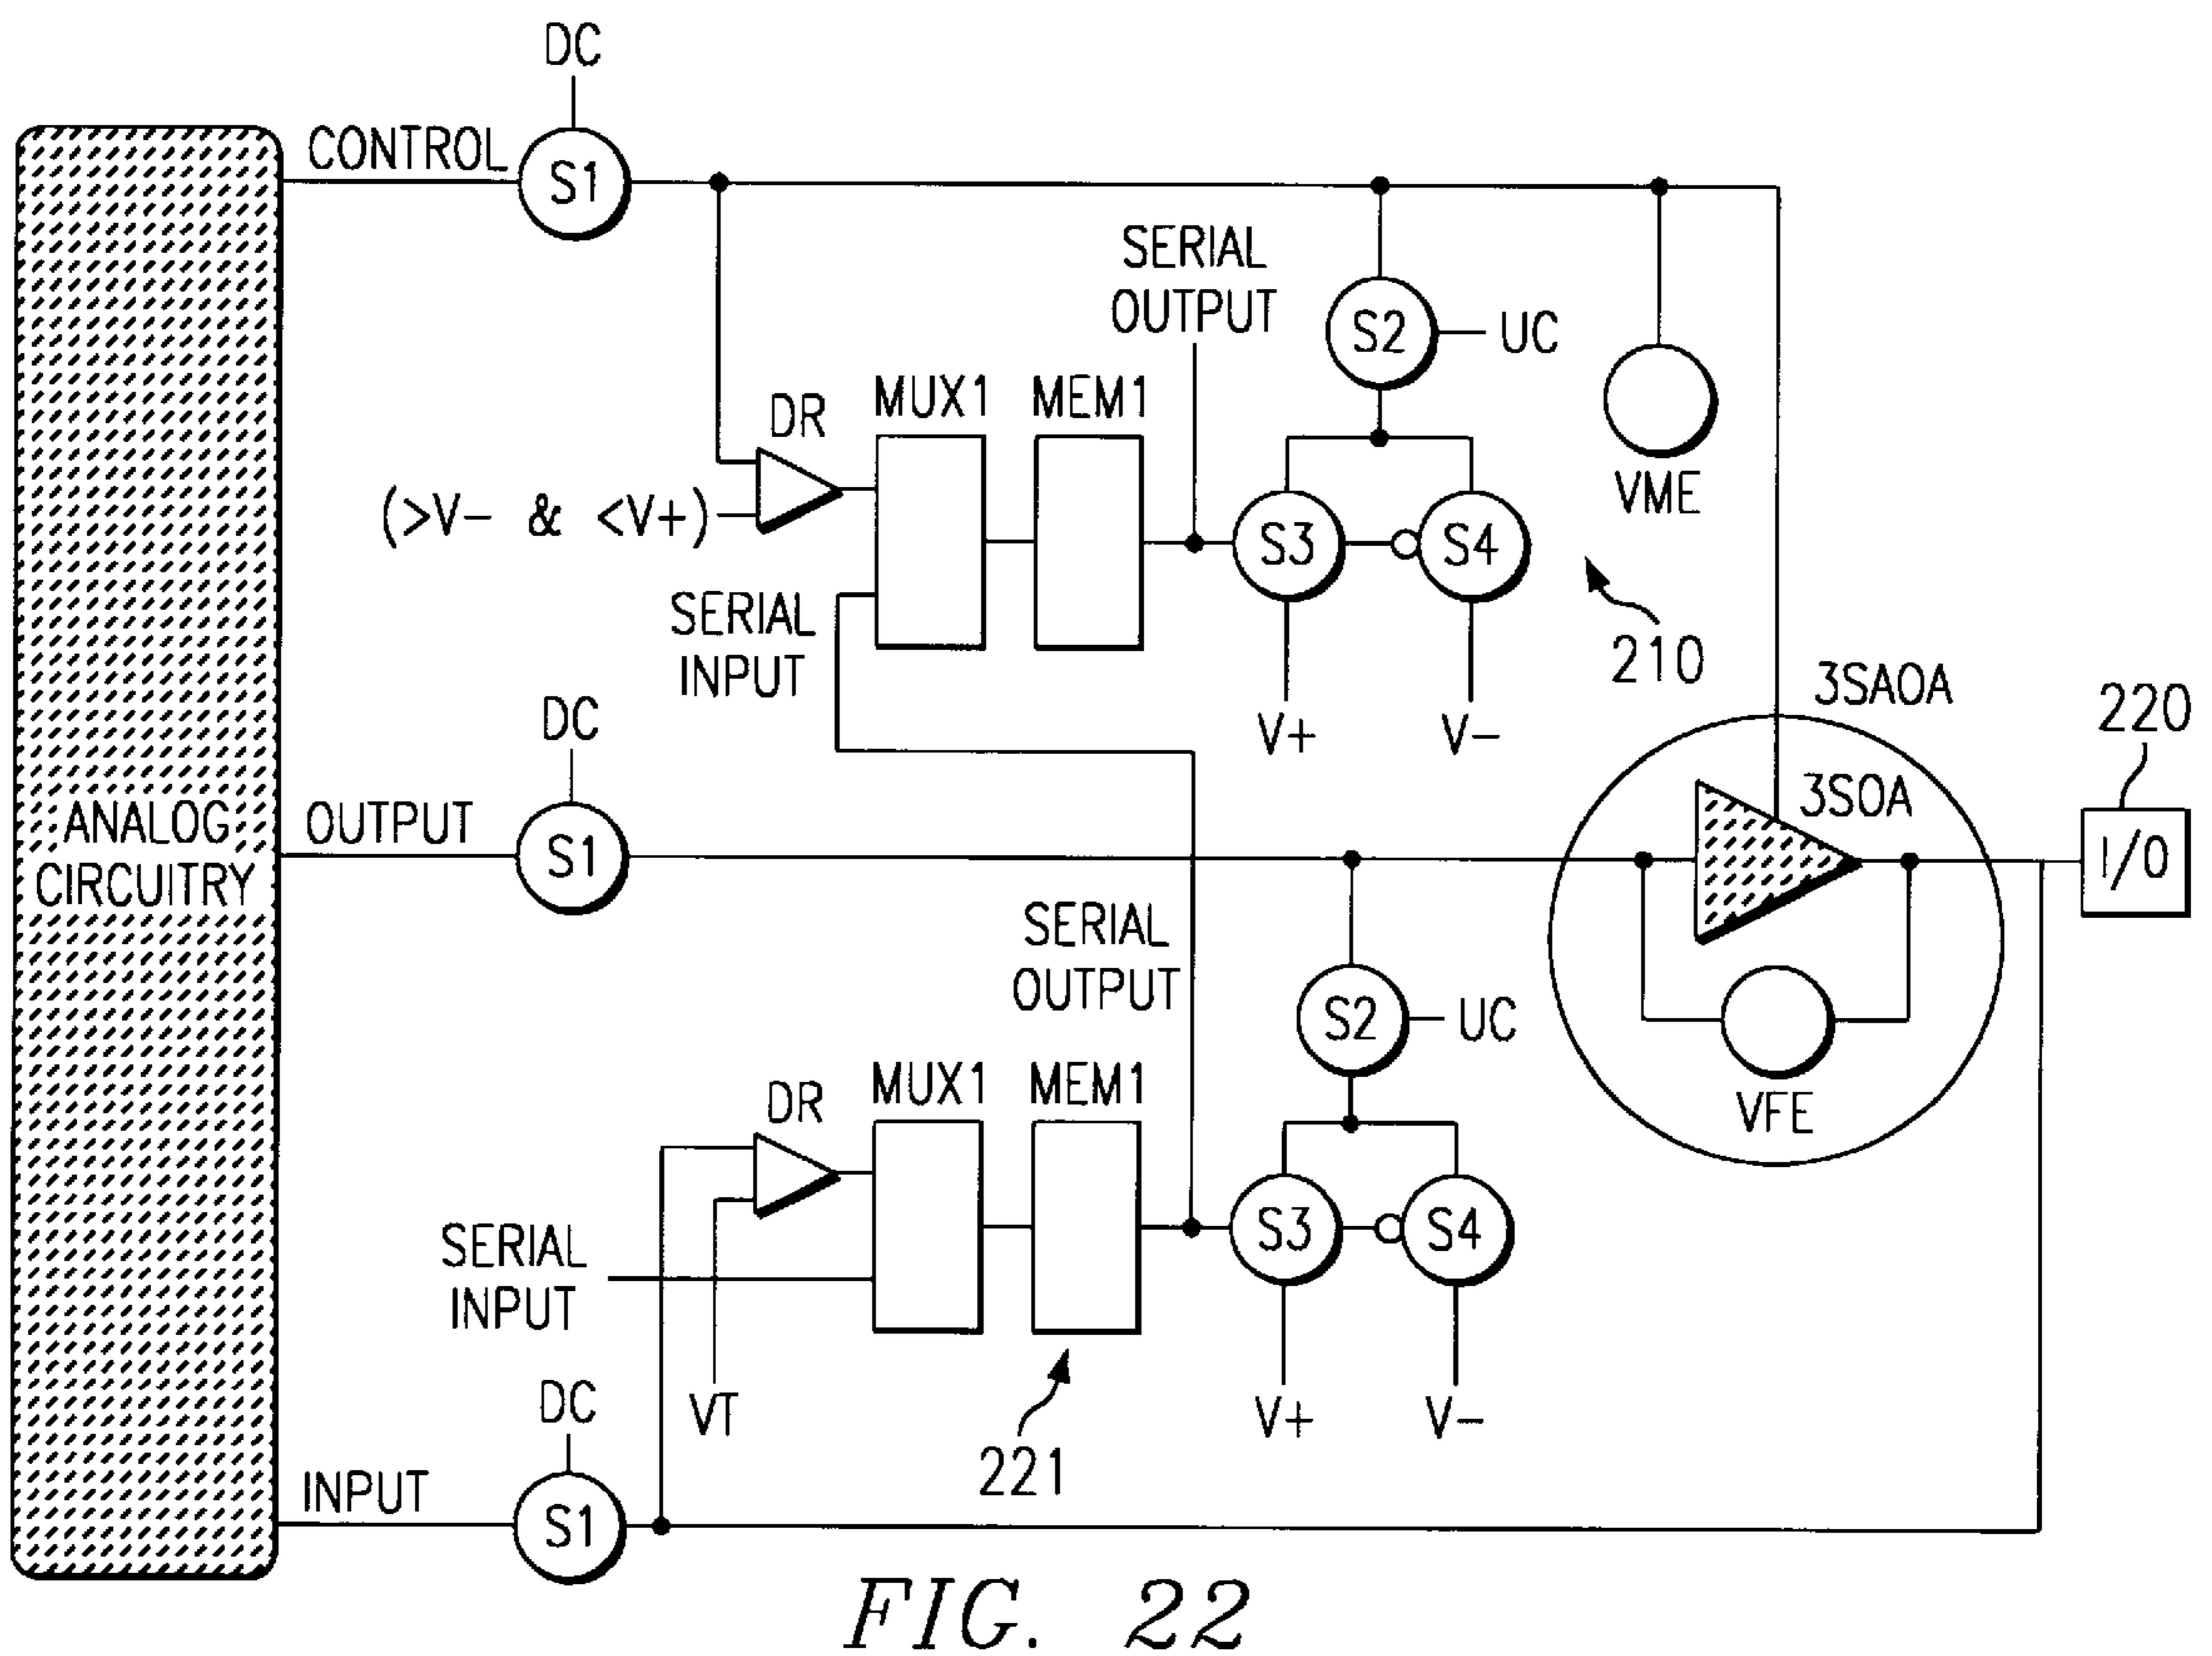 DC
CONTROL
S1
SERIAL
OUTPUT
S2
UC
DR
MUX1
MEM1
VME
(>V- & <V+)
S3
S4
SERIAL
INPUT
210
V+
V-
3SAOA
220
DC
3SOA
ANALOG
CIRCUITRY
OUTPUT
S1
I/O
SERIAL
OUTPUT
S2
UC
DR
MUX1
MEM1
VFE
SERIAL
INPUT
S3
S4
VT
V+
V-
DC
221
INPUT
S1
FIG. 22